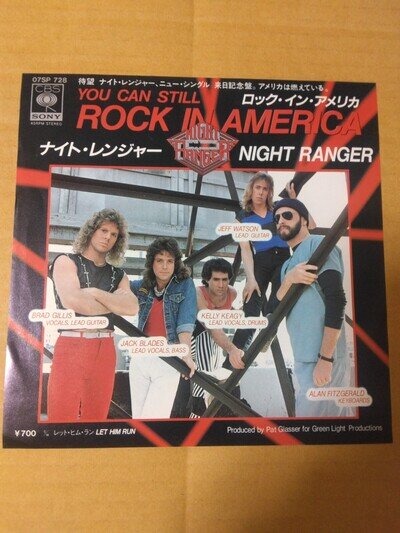 07SP 728
待望 ナイト・レンジャー、ニュー・シングル 来日記念盤。アメリカは燃えている。
CBS
SONY
45RPM STEREO
YOU CAN STILL
ロック・イン・アメリカ
ROCK IN AMERICA
NIGHT RANGER
ナイト・レンジャー
NIGHT RANGER
JEFF WATSON
LEAD GUITAR
BRAD GILLIS
VOCALS, LEAD GUITAR
KELLY KEAGY
LEAD VOCALS, DRUMS
JACK BLADES
LEAD VOCALS, BASS
ALAN FITZGERALD
KEYBOARDS
Produced by Pat Glasser for Green Light Productions
¥700
レット・ヒム・ラン LET HIM RUN